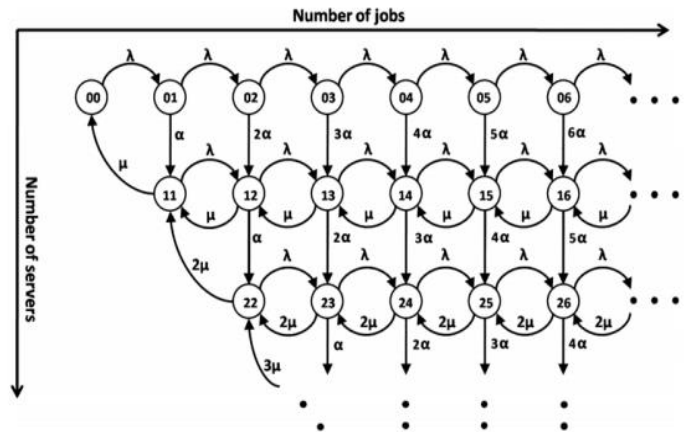 Number of jobs
λ λ λ λ λ λ λ
00 01 02 03 04 05 06
α 2α 3α 4α 5α 6α
μ λ λ λ λ λ λ
11 12 13 14 15 16
μ μ μ μ μ μ
α 2α 3α 4α 5α
2μ λ λ λ λ λ
22 23 24 25 26
2μ 2μ 2μ 2μ 2μ
α 2α 3α 4α
3μ
Number of servers